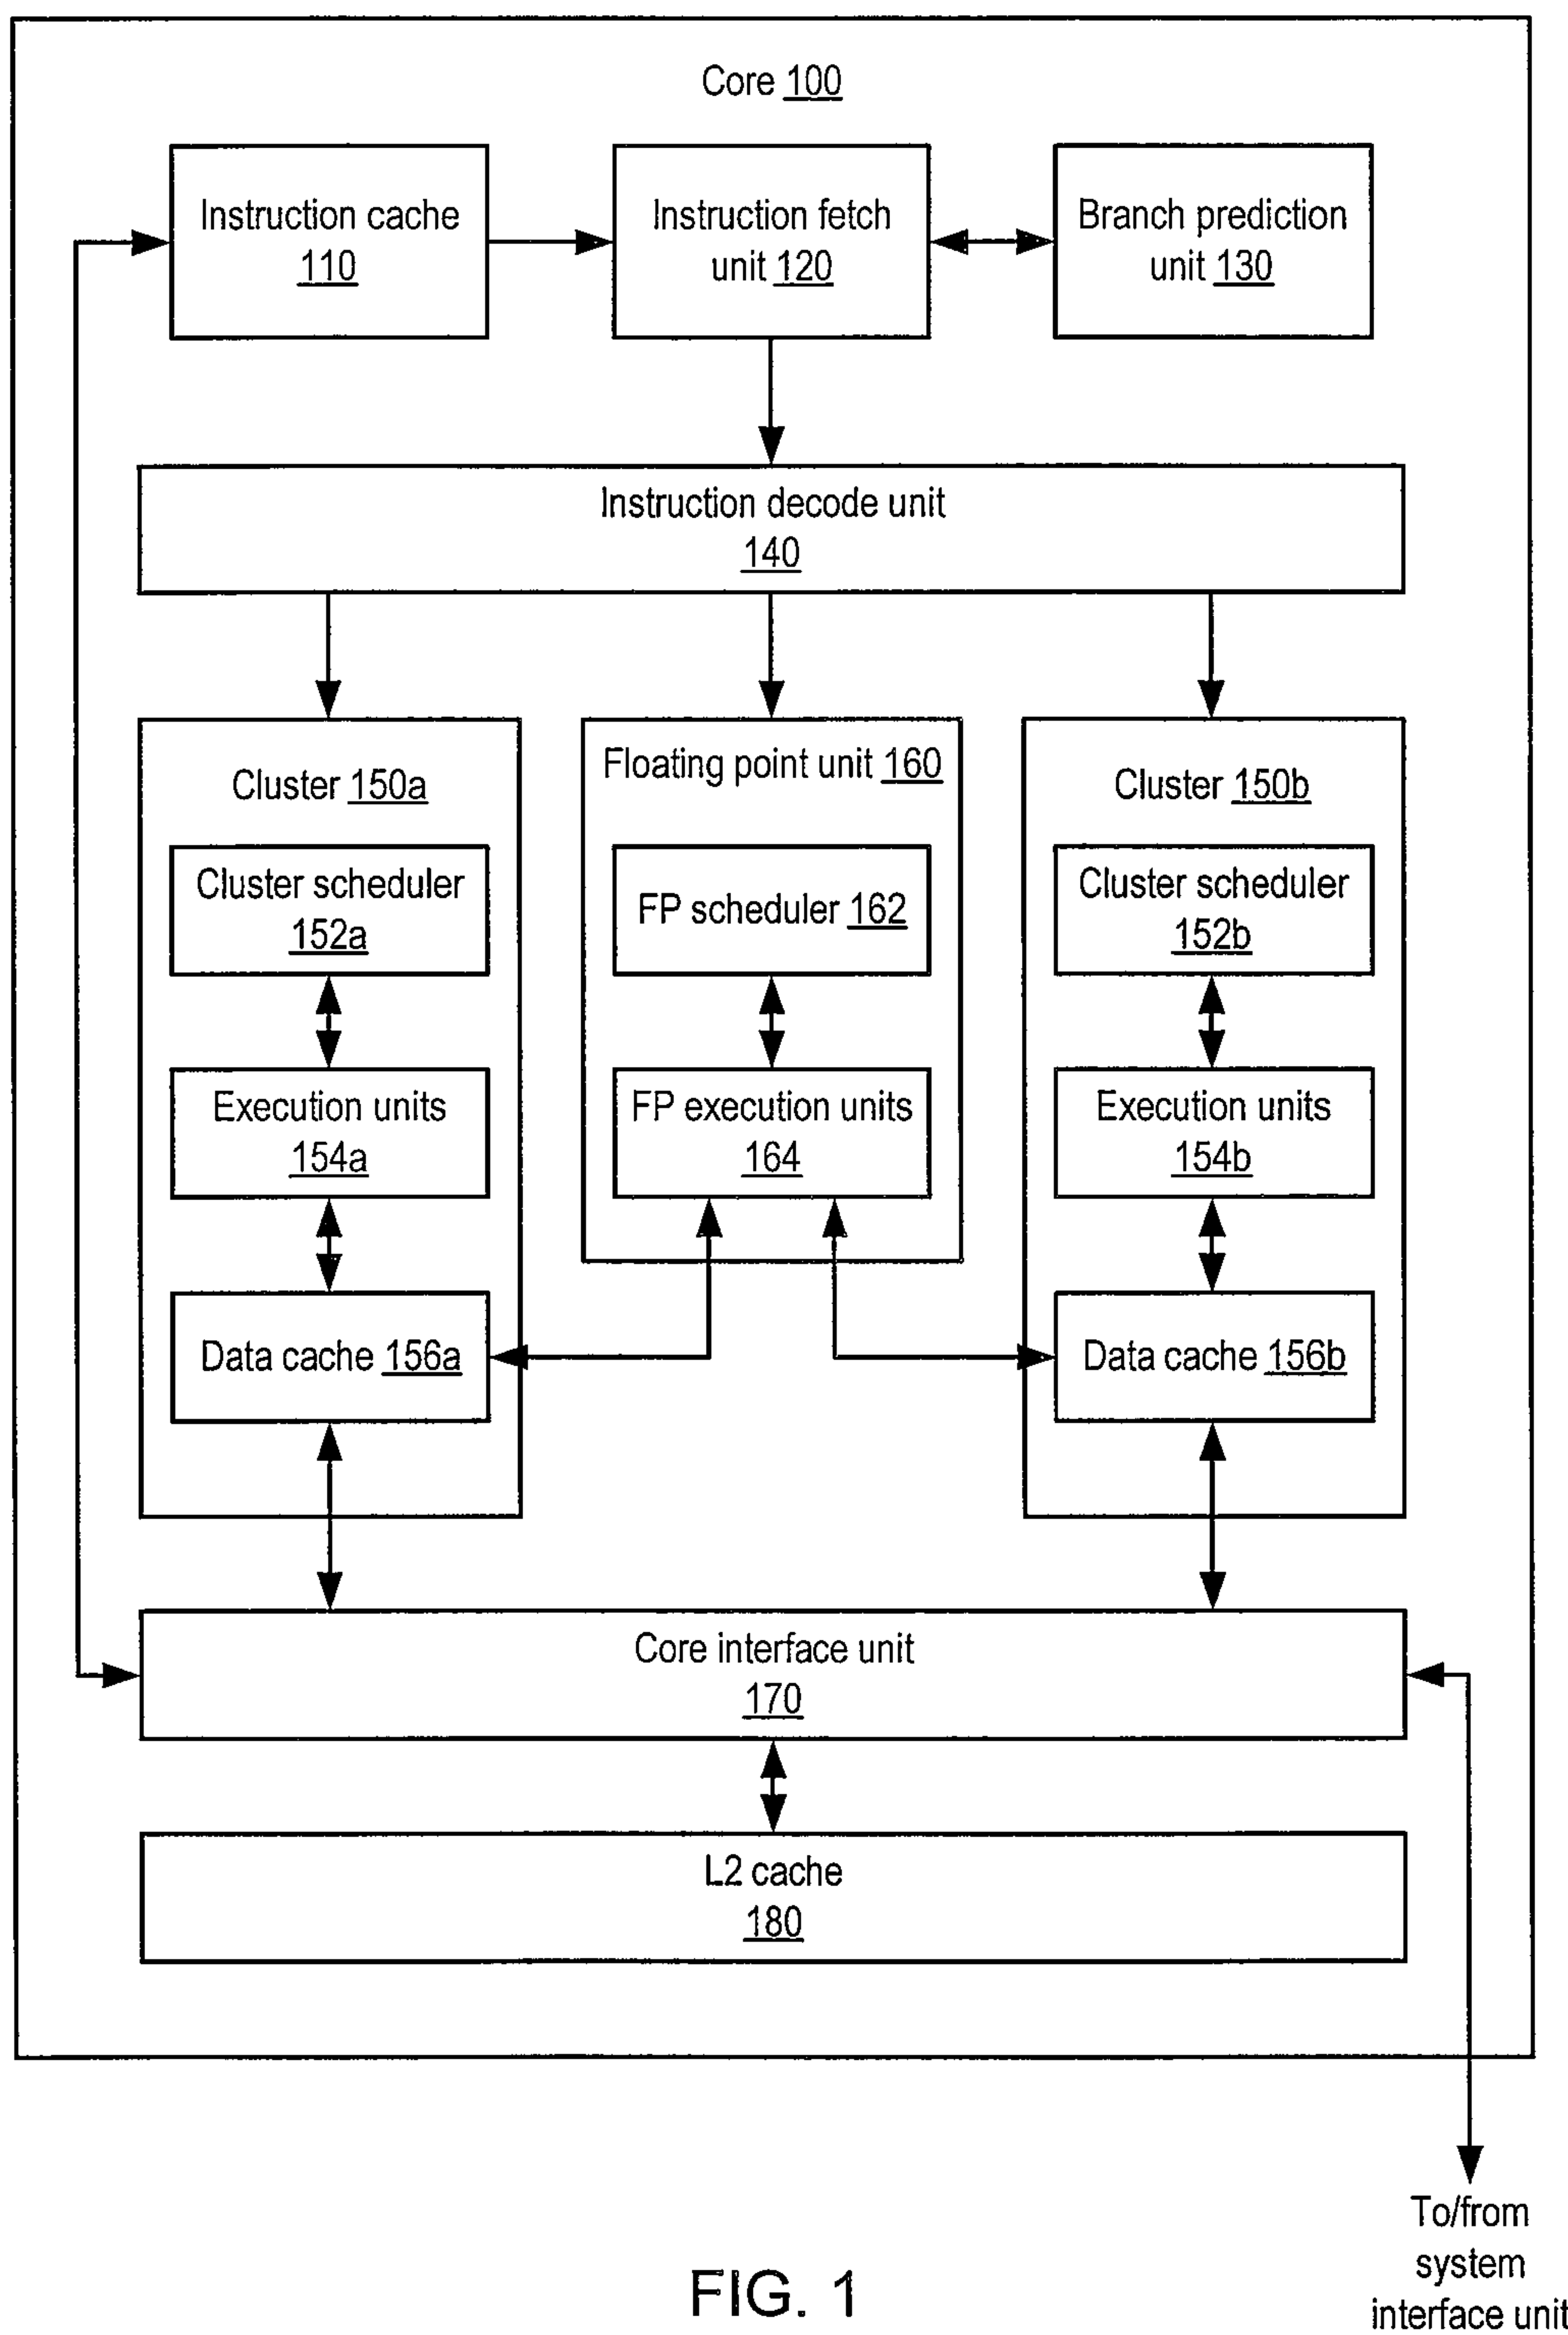 Core 100
Instruction cache
110
Instruction fetch
unit 120
Branch prediction
unit 130
Instruction decode unit
140
Cluster 150a
Cluster scheduler
152a
Execution units
154a
Data cache 156a
Floating point unit 160
FP scheduler 162
FP execution units
164
Cluster 150b
Cluster scheduler
152b
Execution units
154b
Data cache 156b
Core interface unit
170
L2 cache
180
To/from
system
interface unit
FIG. 1